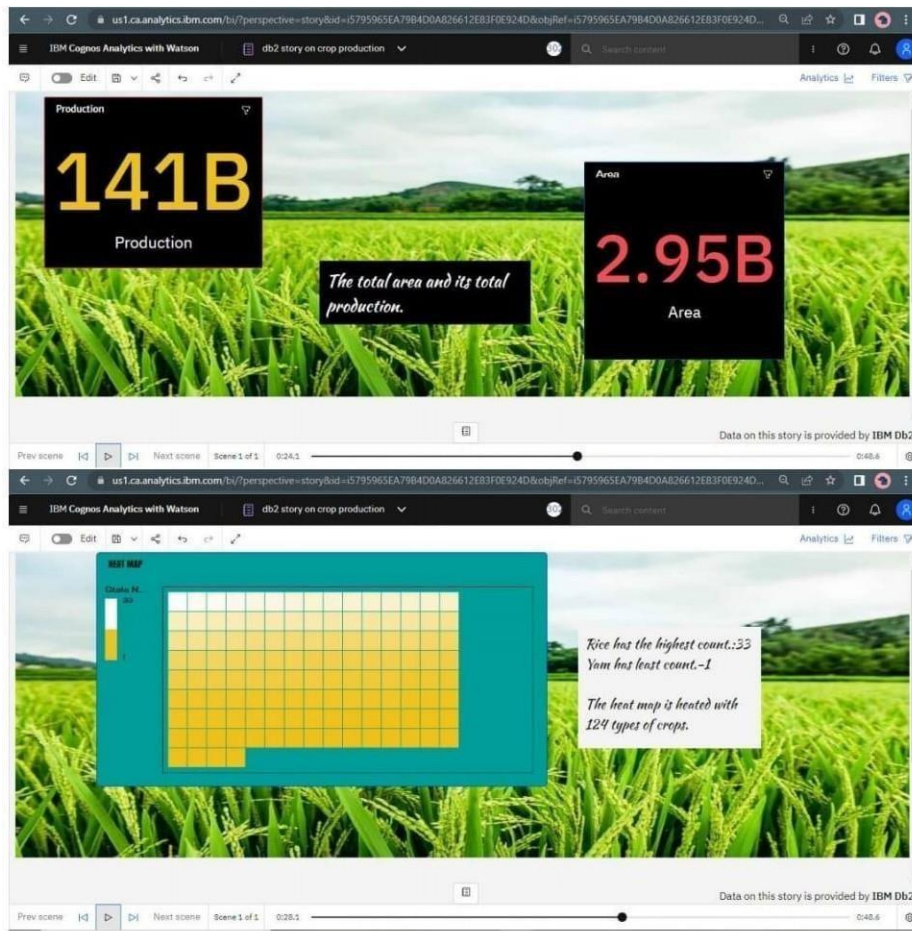 us1.ca.analytics.ibm.com/bi/?perspective=story&id=i5795965EA79B4D0A826612E83F0E924D&objRef=i5795965EA79B4D0A826612E83F0E924D...
IBM Cognos Analytics with Watson db2 story on crop production Search content
Edit Analytics Filters
Production
141B
Production
Area
2.95B
Area
The total area and its total
production.
Data on this story is provided by IBM Db2
Prev scene Next scene Scene 1 of 1 0:24.1 0:48.6
us1.ca.analytics.ibm.com/bi/?perspective=story&id=i5795965EA79B4D0A826612E83F0E924D&objRef=i5795965EA79B4D0A826612E83F0E924D...
IBM Cognos Analytics with Watson db2 story on crop production Search content
Edit Analytics Filters
HEAT MAP
33
1
Rice has the highest count.:33
Yam has least count.-1
The heat map is heated with
124 types of crops.
Data on this story is provided by IBM Db2
Prev scene Next scene Scene 1 of 1 0:28.1 0:48.6